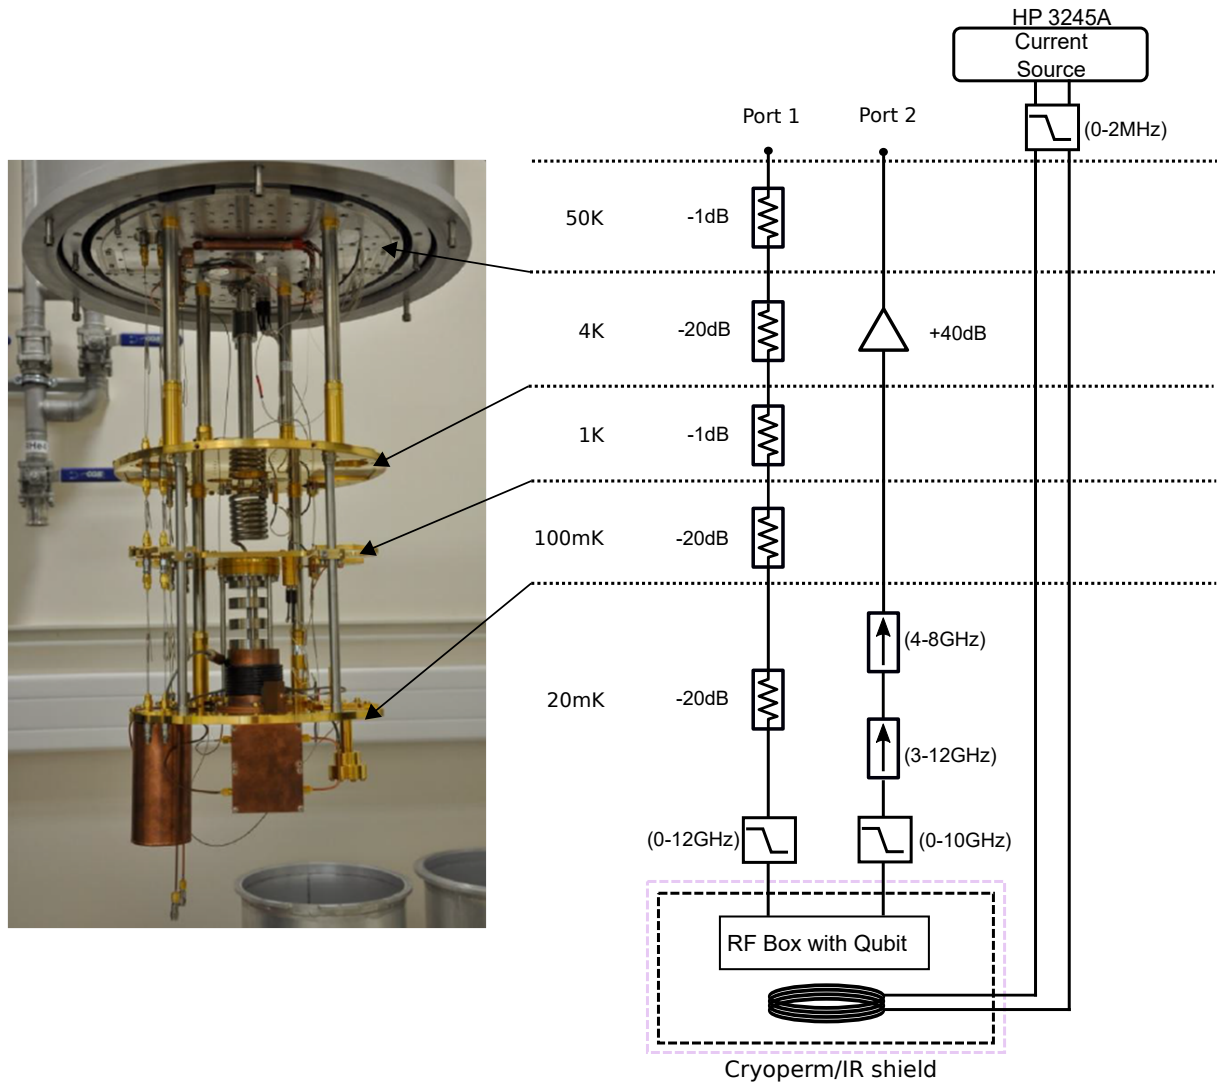 HP 3245A
Current
Source
Port 1
Port 2
(0-2MHz)
50K
-1dB
4K
-20dB
+40dB
1K
-1dB
100mK
-20dB
(4-8GHz)
20mK
-20dB
(3-12GHz)
(0-12GHz)
(0-10GHz)
RF Box with Qubit
Cryoperm/IR shield